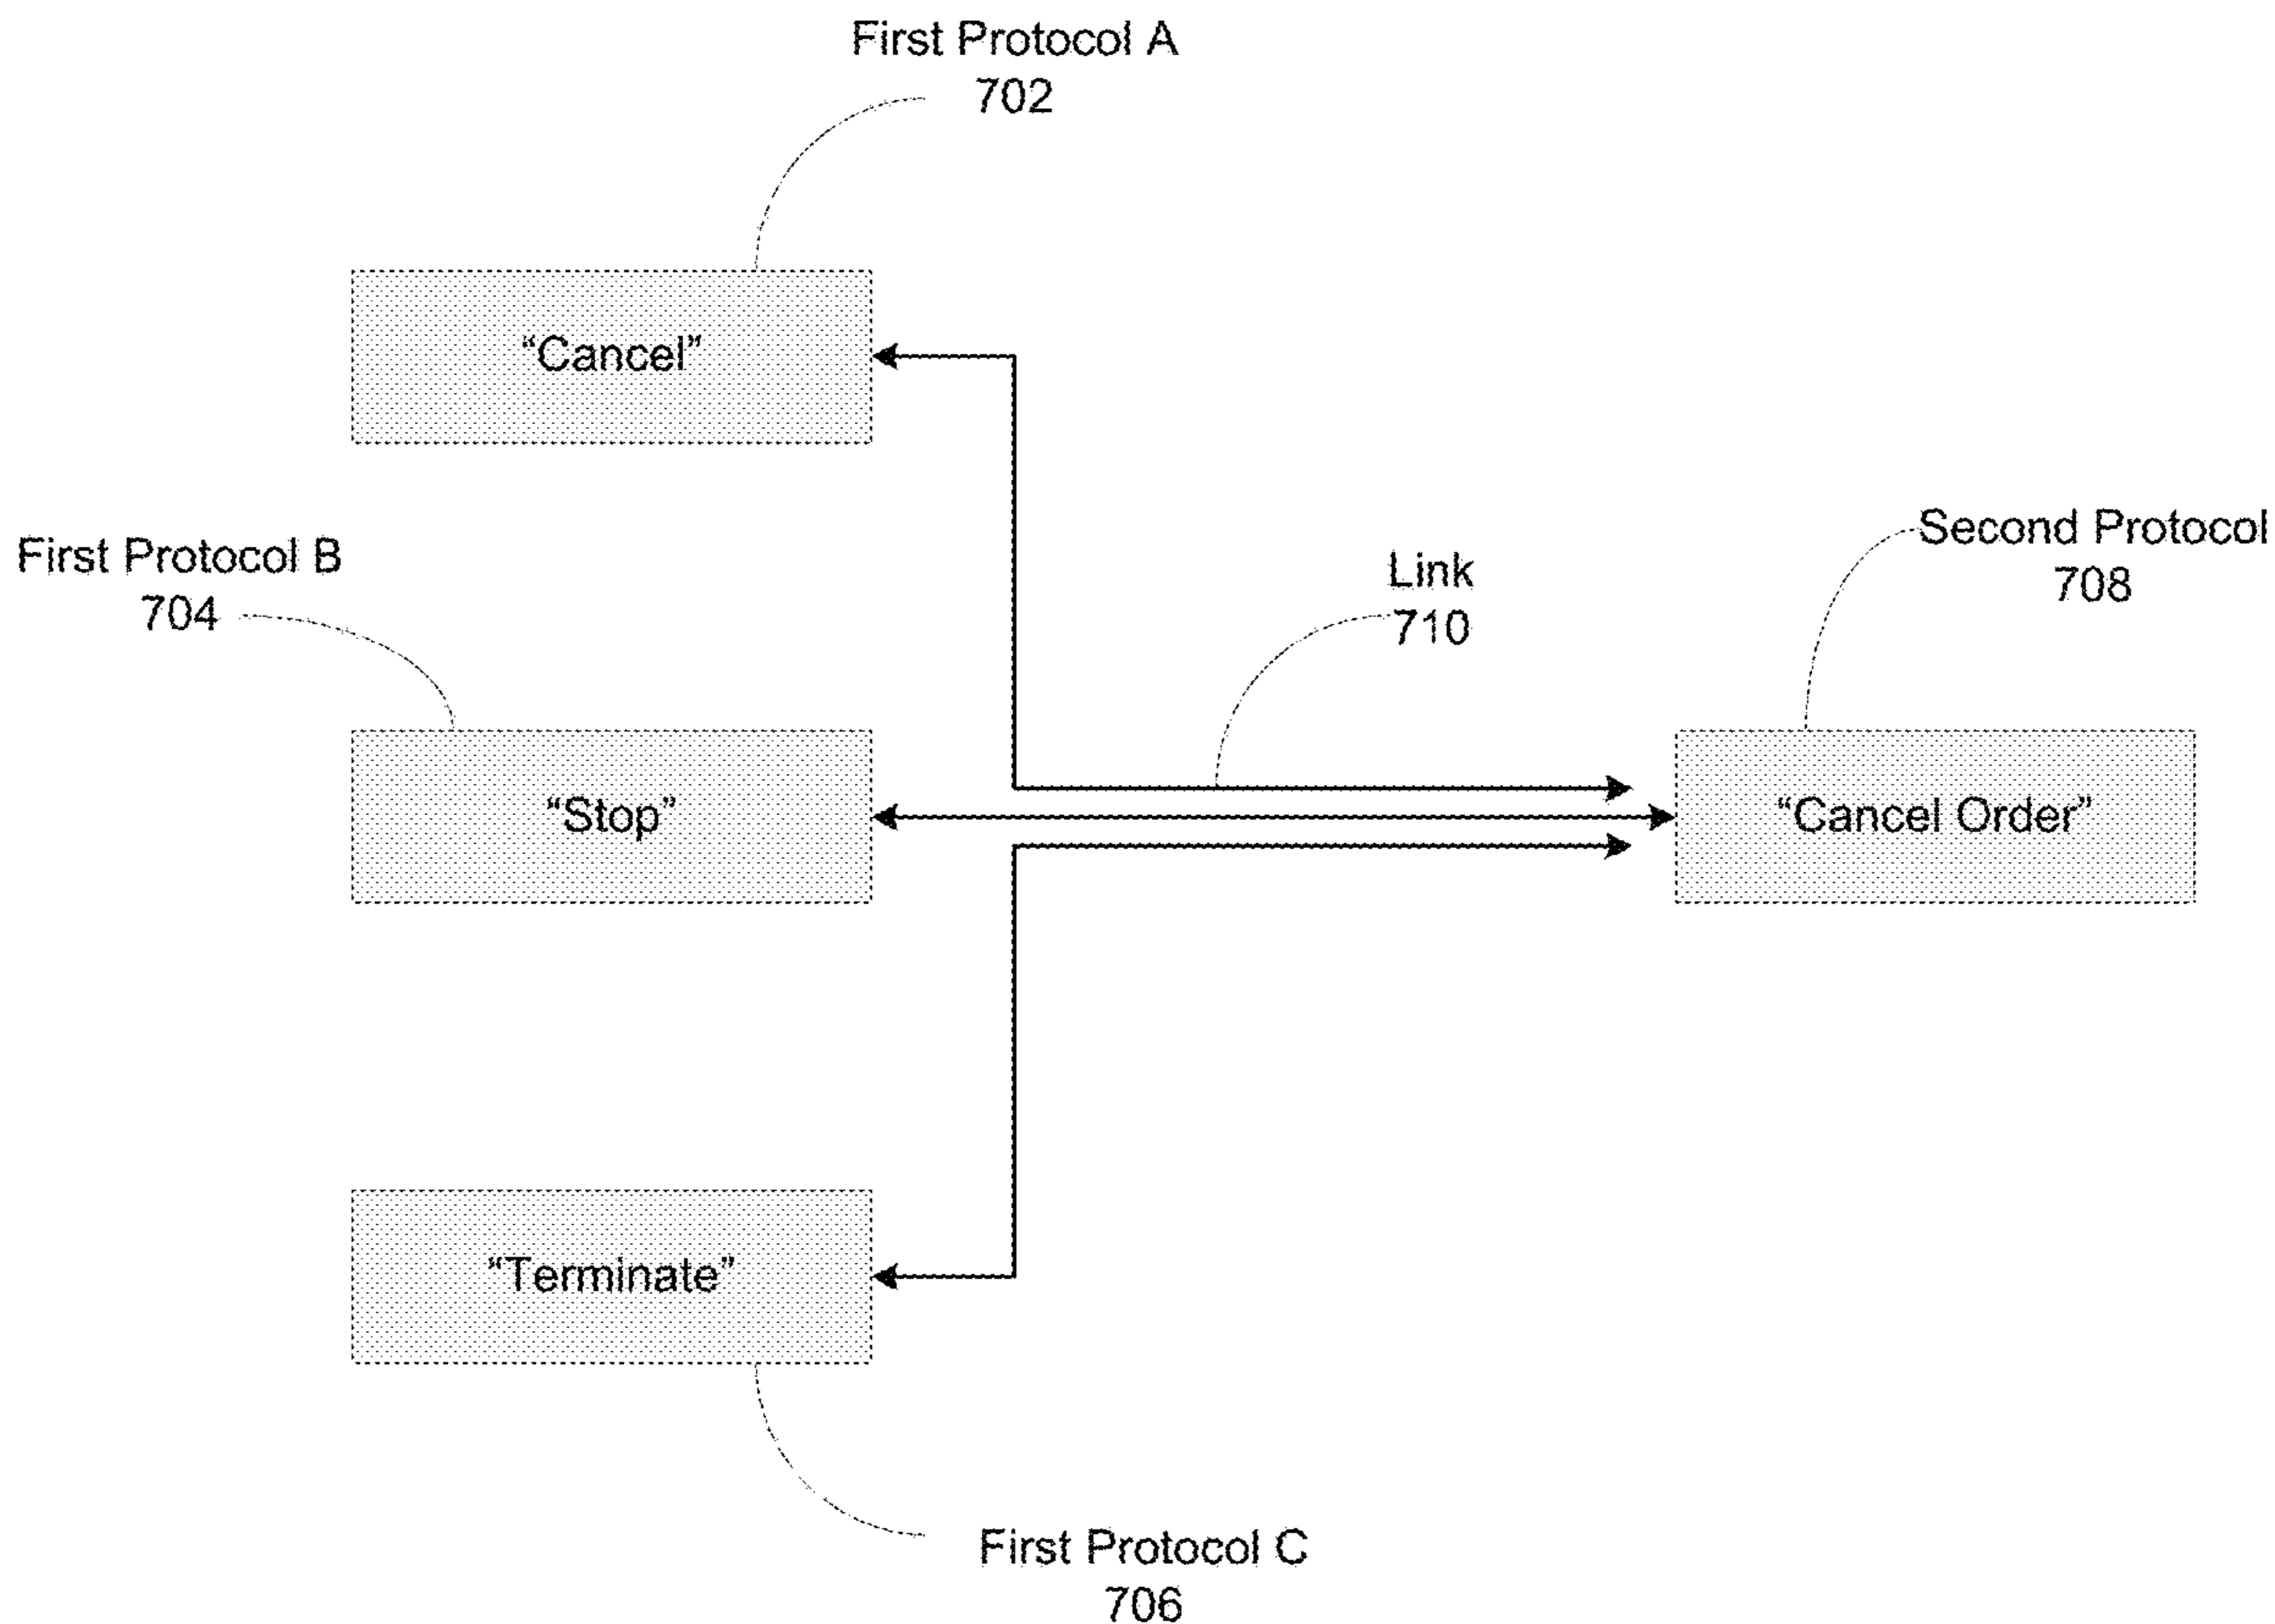 First Protocol A
702
“Cancel”
First Protocol B
704
Link
710
Second Protocol
708
“Stop”
“Cancel Order”
“Terminate”
First Protocol C
706